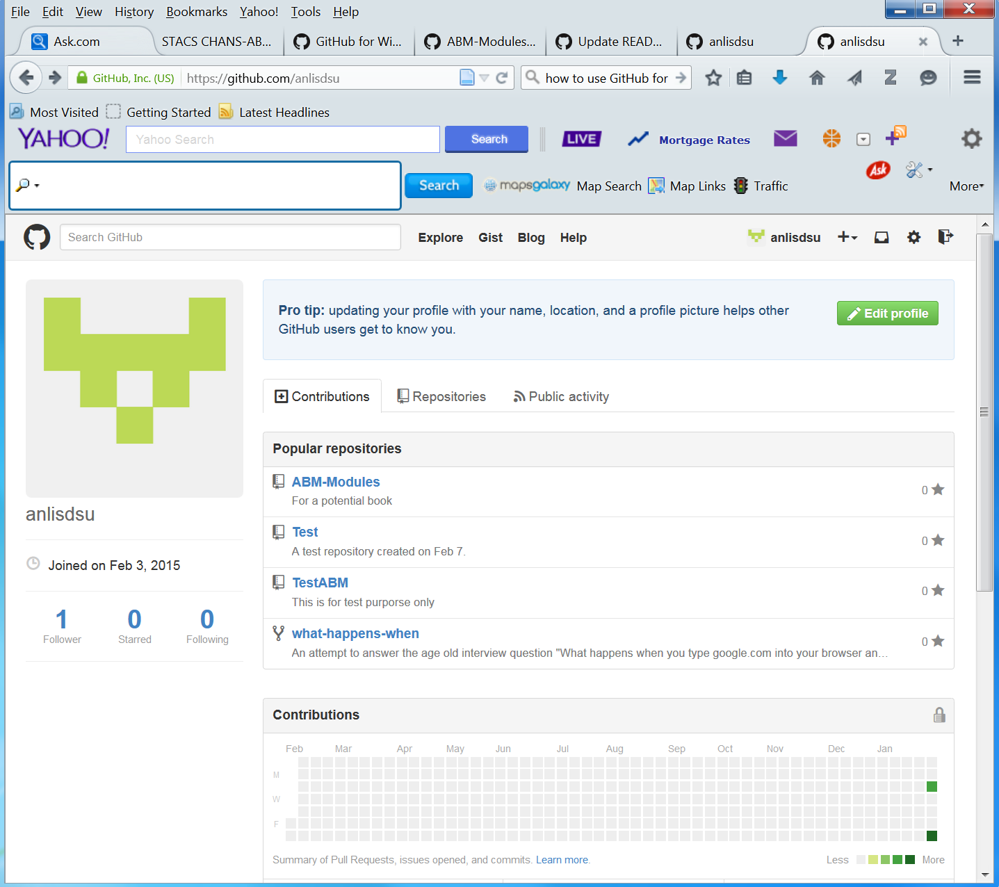 File Edit View History Bookmarks Yahoo! Tools Help
Ask.com STACS CHANS-AB... GitHub for Wi... ABM-Modules... Update READ... anlisdsu anlisdsu
GitHub, Inc. (US) https://github.com/anlisdsu how to use GitHub for
Most Visited Getting Started Latest Headlines
YAHOO! Yahoo Search Search LIVE Mortgage Rates
Search mapsgalaxy Map Search Map Links Traffic Ask More
Search GitHub Explore Gist Blog Help anlisdsu
Pro tip: updating your profile with your name, location, and a profile picture helps other
GitHub users get to know you.
Edit profile
anlisdsu
Joined on Feb 3, 2015
1 0 0
Follower Starred Following
Contributions Repositories Public activity
Popular repositories
ABM-Modules
For a potential book
0
Test
A test repository created on Feb 7.
0
TestABM
This is for test purporse only
0
what-happens-when
An attempt to answer the age old interview question "What happens when you type google.com into your browser an...
0
Contributions
Feb Mar Apr May Jun Jul Aug Sep Oct Nov Dec Jan
M
W
F
Summary of Pull Requests, issues opened, and commits. Learn more. Less More